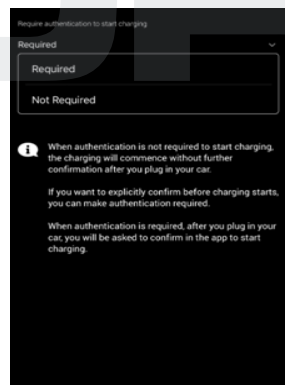 Require authentication to start charging
Required
Required
Not Required
When authentication is not required to start charging,
the charging will commence without further
confirmation after you plug in your car.
If you want to explicitly confirm before charging starts,
you can make authentication required.
When authentication is required, after you plug in your
car, you will be asked to confirm in the app to start
charging.